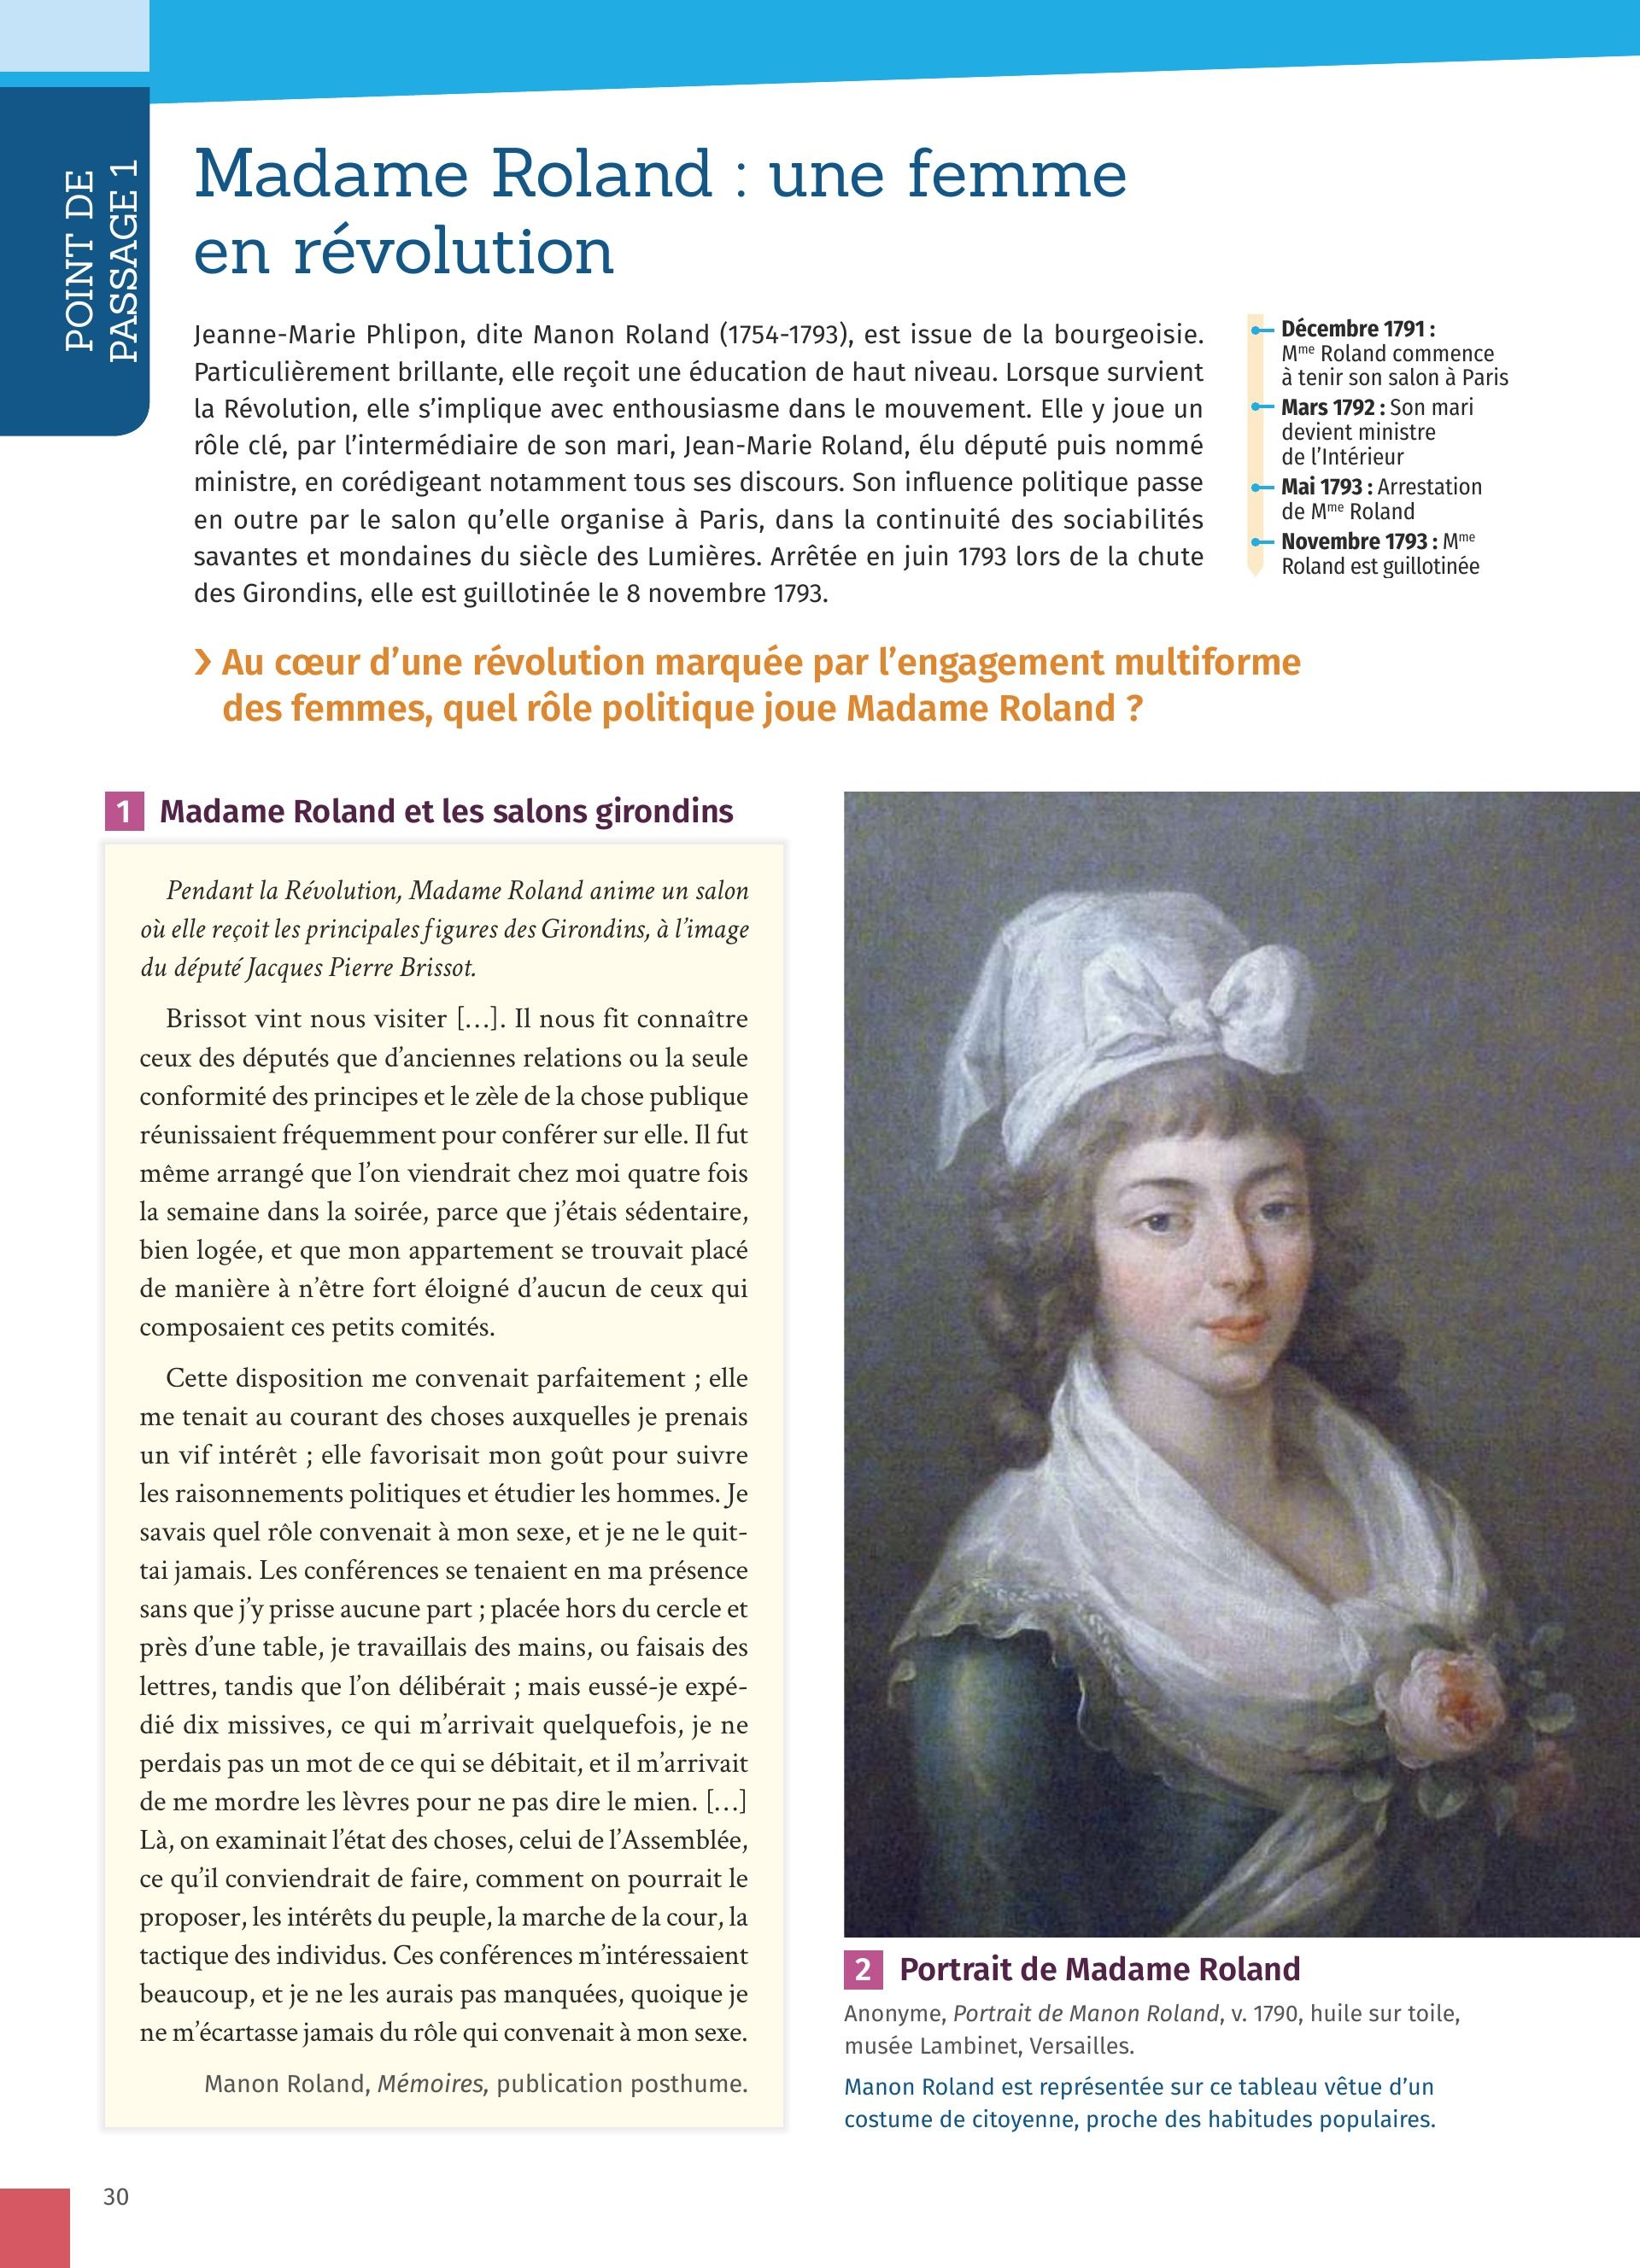 POINT DE
PASSAGE 1
Madame Roland : une femme
en révolution
Jeanne-Marie Phlipon, dite Manon Roland (1754-1793), est issue de la bourgeoisie.
Particulièrement brillante, elle reçoit une éducation de haut niveau. Lorsque survient
la Révolution, elle s’implique avec enthousiasme dans le mouvement. Elle y joue un
rôle clé, par l’intermédiaire de son mari, Jean-Marie Roland, élu député puis nommé
ministre, en corédigeant notamment tous ses discours. Son influence politique passe
en outre par le salon qu’elle organise à Paris, dans la continuité des sociabilités
savantes et mondaines du siècle des Lumières. Arrêtée en juin 1793 lors de la chute
des Girondins, elle est guillotinée le 8 novembre 1793.
Décembre 1791 :
Mme Roland commence
à tenir son salon à Paris
Mars 1792 : Son mari
devient ministre
de l’Intérieur
Mai 1793 : Arrestation
de Mme Roland
Novembre 1793 : Mme
Roland est guillotinée
› Au cœur d’une révolution marquée par l’engagement multiforme
des femmes, quel rôle politique joue Madame Roland ?
1 Madame Roland et les salons girondins
Pendant la Révolution, Madame Roland anime un salon
où elle reçoit les principales figures des Girondins, à l’image
du député Jacques Pierre Brissot.
Brissot vint nous visiter […]. Il nous fit connaître
ceux des députés que d’anciennes relations ou la seule
conformité des principes et le zèle de la chose publique
réunissaient fréquemment pour conférer sur elle. Il fut
même arrangé que l’on viendrait chez moi quatre fois
la semaine dans la soirée, parce que j’étais sédentaire,
bien logée, et que mon appartement se trouvait placé
de manière à n’être fort éloigné d’aucun de ceux qui
composaient ces petits comités.
Cette disposition me convenait parfaitement ; elle
me tenait au courant des choses auxquelles je prenais
un vif intérêt ; elle favorisait mon goût pour suivre
les raisonnements politiques et étudier les hommes. Je
savais quel rôle convenait à mon sexe, et je ne le quit-
tai jamais. Les conférences se tenaient en ma présence
sans que j’y prisse aucune part ; placée hors du cercle et
près d’une table, je travaillais des mains, ou faisais des
lettres, tandis que l’on délibérait ; mais eussé-je expé-
dié dix missives, ce qui m’arrivait quelquefois, je ne
perdais pas un mot de ce qui se débitait, et il m’arrivait
de me mordre les lèvres pour ne pas dire le mien. […]
Là, on examinait l’état des choses, celui de l’Assemblée,
ce qu’il conviendrait de faire, comment on pourrait le
proposer, les intérêts du peuple, la marche de la cour, la
tactique des individus. Ces conférences m’intéressaient
beaucoup, et je ne les aurais pas manquées, quoique je
ne m’écartasse jamais du rôle qui convenait à mon sexe.
Manon Roland, Mémoires, publication posthume.
2 Portrait de Madame Roland
Anonyme, Portrait de Manon Roland, v. 1790, huile sur toile,
musée Lambinet, Versailles.
Manon Roland est représentée sur ce tableau vêtue d’un
costume de citoyenne, proche des habitudes populaires.
30